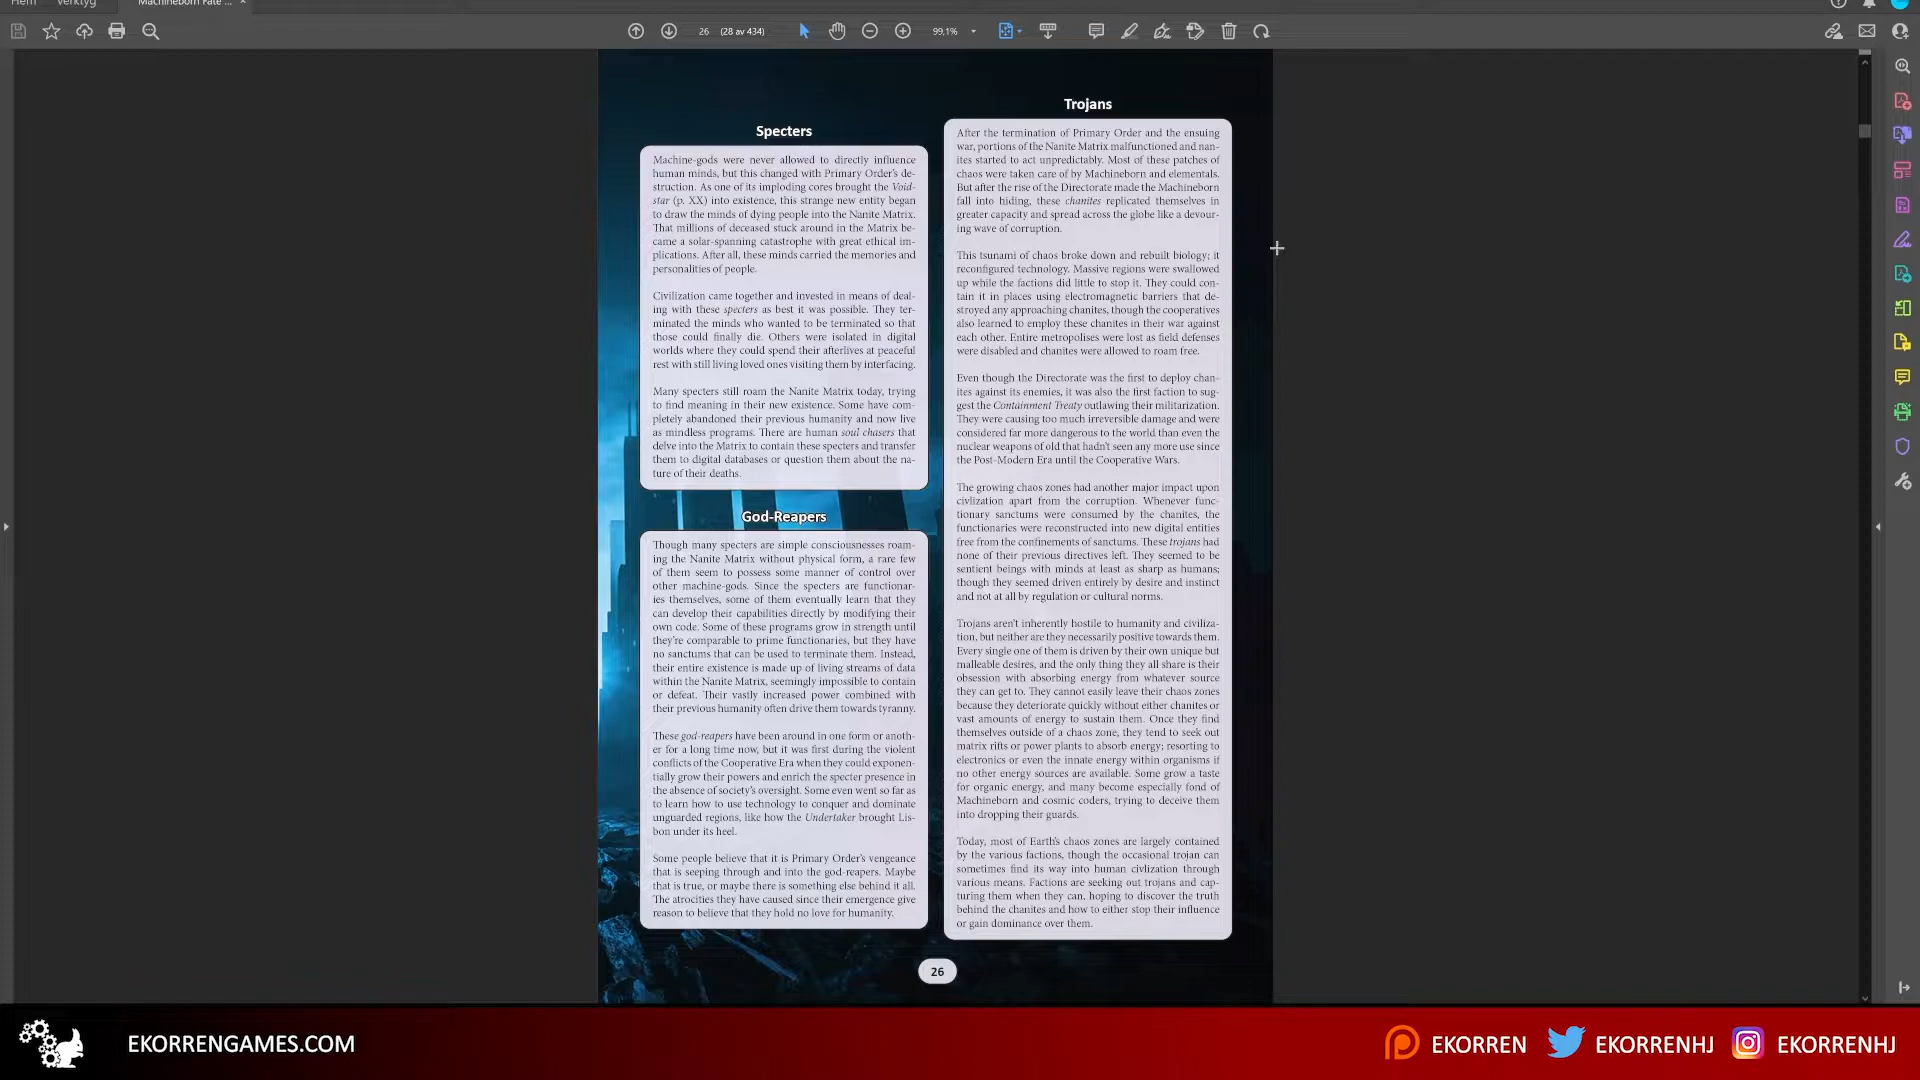 Hem
Verktyg
Machineborn Fate ...
26 (28 av 434)
99,1%
Specters
Machine-gods were never allowed to directly influence
human minds, but this changed with Primary Order's de-
struction. As one of its imploding cores brought the Void-
star (p. XX) into existence, this strange new entity began
to draw the minds of dying people into the Nanite Matrix.
That millions of deceased stuck around in the Matrix be-
came a solar-spanning catastrophe with great ethical im-
plications. After all, these minds carried the memories and
personalities of people.
Civilization came together and invested in means of deal-
ing with these specters as best it was possible. They ter-
minated the minds who wanted to be terminated so that
those could finally die. Others were isolated in digital
worlds where they could spend their afterlives at peaceful
rest with still living loved ones visiting them by interfacing.
Many specters still roam the Nanite Matrix today, trying
to find meaning in their new existence. Some have com-
pletely abandoned their previous humanity and now live
as mindless programs. There are human soul chasers that
delve into the Matrix to contain these specters and transfer
them to digital databases or question them about the na-
ture of their deaths.
God-Reapers
Though many specters are simple consciousnesses roam-
ing the Nanite Matrix without physical form, a rare few
of them seem to possess some manner of control over
other machine-gods. Since the specters are functionar-
ies themselves, some of them eventually learn that they
can develop their capabilities directly by modifying their
own code. Some of these programs grow in strength until
they're comparable to prime functionaries, but they have
no sanctums that can be used to terminate them. Instead,
their entire existence is made up of living streams of data
within the Nanite Matrix, seemingly impossible to contain
or defeat. Their vastly increased power combined with
their previous humanity often drive them towards tyranny.
These god-reapers have been around in one form or anoth-
er for a long time now, but it was first during the violent
conflicts of the Cooperative Era when they could exponen-
tially grow their powers and enrich the specter presence in
the absence of society's oversight. Some even went so far as
to learn how to use technology to conquer and dominate
unguarded regions, like how the Undertaker brought Lis-
bon under its heel.
Some people believe that it is Primary Order's vengeance
that is seeping through and into the god-reapers. Maybe
that is true, or maybe there is something else behind it all.
The atrocities they have caused since their emergence give
reason to believe that they hold no love for humanity.
Trojans
After the termination of Primary Order and the ensuing
war, portions of the Nanite Matrix malfunctioned and nan-
ites started to act unpredictably. Most of these patches of
chaos were taken care of by Machineborn and elementals.
But after the rise of the Directorate made the Machineborn
fall into hiding, these chanites replicated themselves in
greater capacity and spread across the globe like a devour-
ing wave of corruption.
This tsunami of chaos broke down and rebuilt biology; it
reconfigured technology. Massive regions were swallowed
up while the factions did little to stop it. They could con-
tain it in places using electromagnetic barriers that de-
stroyed any approaching chanites, though the cooperatives
also learned to employ these chanites in their war against
each other. Entire metropolises were lost as field defenses
were disabled and chanites were allowed to roam free.
Even though the Directorate was the first to deploy chan-
ites against its enemies, it was also the first faction to sug-
gest the Containment Treaty outlawing their militarization.
They were causing too much irreversible damage and were
considered far more dangerous to the world than even the
nuclear weapons of old that hadn't seen any more use since
the Post-Modern Era until the Cooperative Wars.
The growing chaos zones had another major impact upon
civlization apart from the corruption. Whenever func-
tionary sanctums were consumed by the chanites, the
functionaries were reconstructed into new digital entities
free from the confinements of sanctums. These trojans had
none of their previous directives left. They seemed to be
sentient beings with minds at least as sharp as humans;
though they seemed driven entirely by desire and instinct
and not at all by regulation or cultural norms.
Trojans aren't inherently hostile to humanity and civiliza-
tion, but neither are they necessarily positive towards them.
Every single one of them is driven by their own unique but
malleable desires, and the only thing they all share is their
obsession with absorbing energy from whatever source
they can get to. They cannot easily leave their chaos zones
because they deteriorate quickly without either chanites or
vast amounts of energy to sustain them. Once they find
themselves outside of a chaos zone, they tend to seek out
matrix rifts or power plants to absorb energy; resorting to
electronics or even the innate energy within organisms if
no other energy sources are available. Some grow a taste
for organic energy, and many become especially fond of
Machineborn and cosmic coders, trying to deceive them
into dropping their guards.
Today, most of Earth's chaos zones are largely contained
by the various factions, though the occasional trojan can
sometimes find its way into human civlization through
various means. Factions are seeking out trojans and cap-
turing them when they can, hoping to discover the truth
behind the chanites and how to either stop their influence
or gain dominance over them.
26
EKORRENGAMES.COM
EKORREN
EKORRENHJ
EKORRENHJ